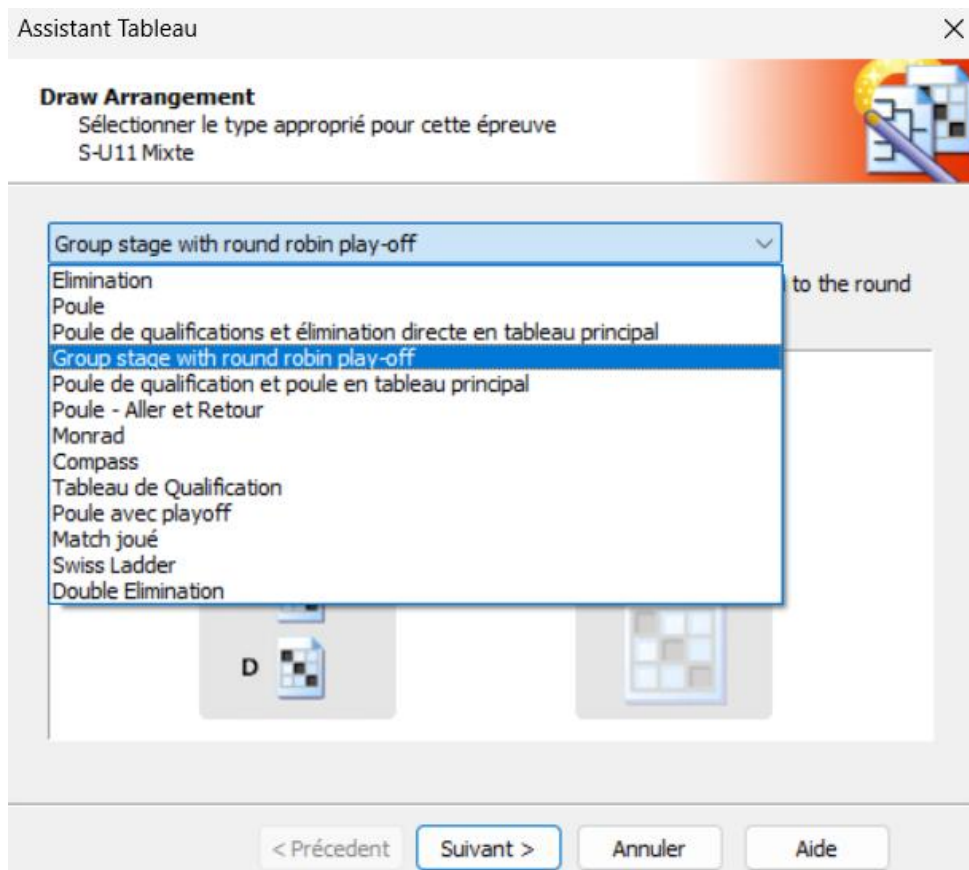 Assistant Tableau
Draw Arrangement
Sélectionner le type approprié pour cette épreuve
S-U11 Mixte
Group stage with round robin play-off
to the round
Elimination
Poule
Poule de qualifications et élimination directe en tableau principal
Group stage with round robin play-off
Poule de qualification et poule en tableau principal
Poule - Aller et Retour
Monrad
Compass
Tableau de Qualification
Poule avec playoff
Match joué
Swiss Ladder
Double Elimination
D
< Précedent
Suivant >
Annuler
Aide